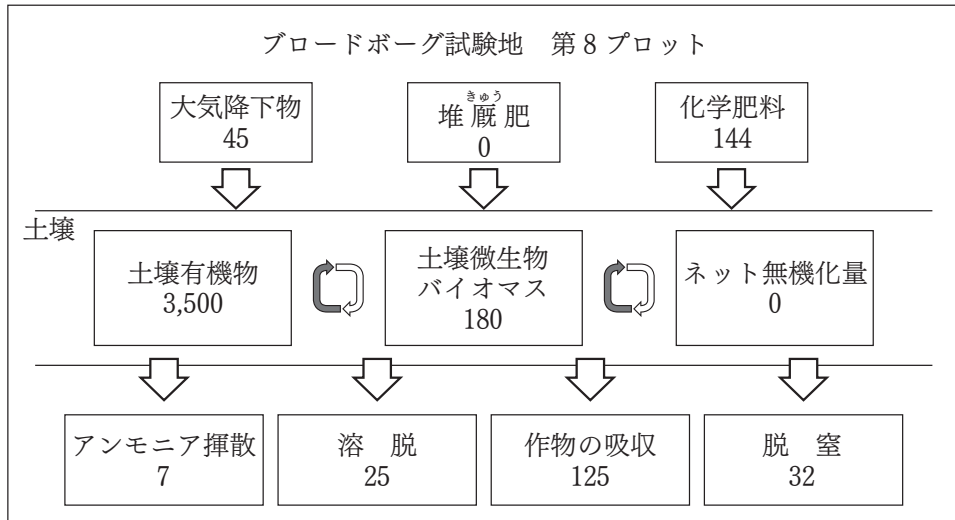 ブロードボーグ試験地　第8プロット
大気降下物
45
きゅう
堆厩肥
0
化学肥料
144
土壌
土壌有機物
3,500
土壌微生物
バイオマス
180
ネット無機化量
0
アンモニア揮散
7
溶　脱
25
作物の吸収
125
脱　窒
32